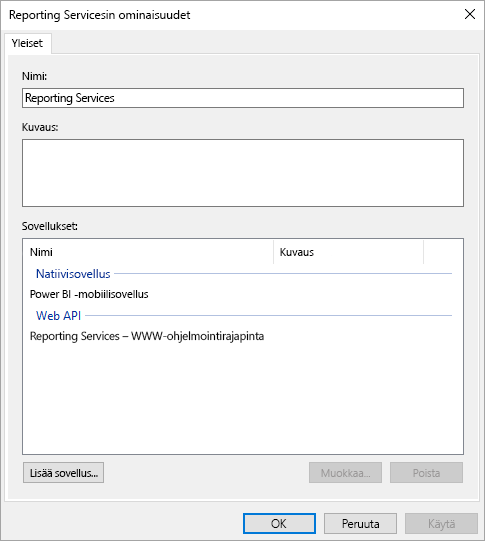 Reporting Servicesin ominaisuudet
Yleiset
Nimi:
Reporting Services
Kuvaus:
Sovellukset:
Nimi Kuvaus
Natiivisovellus
Power BI -mobiilisovellus
Web API
Reporting Services – WWW-ohjelmointirajapinta
Lisää sovellus... Muokkaa... Poista
OK Peruuta Käytä